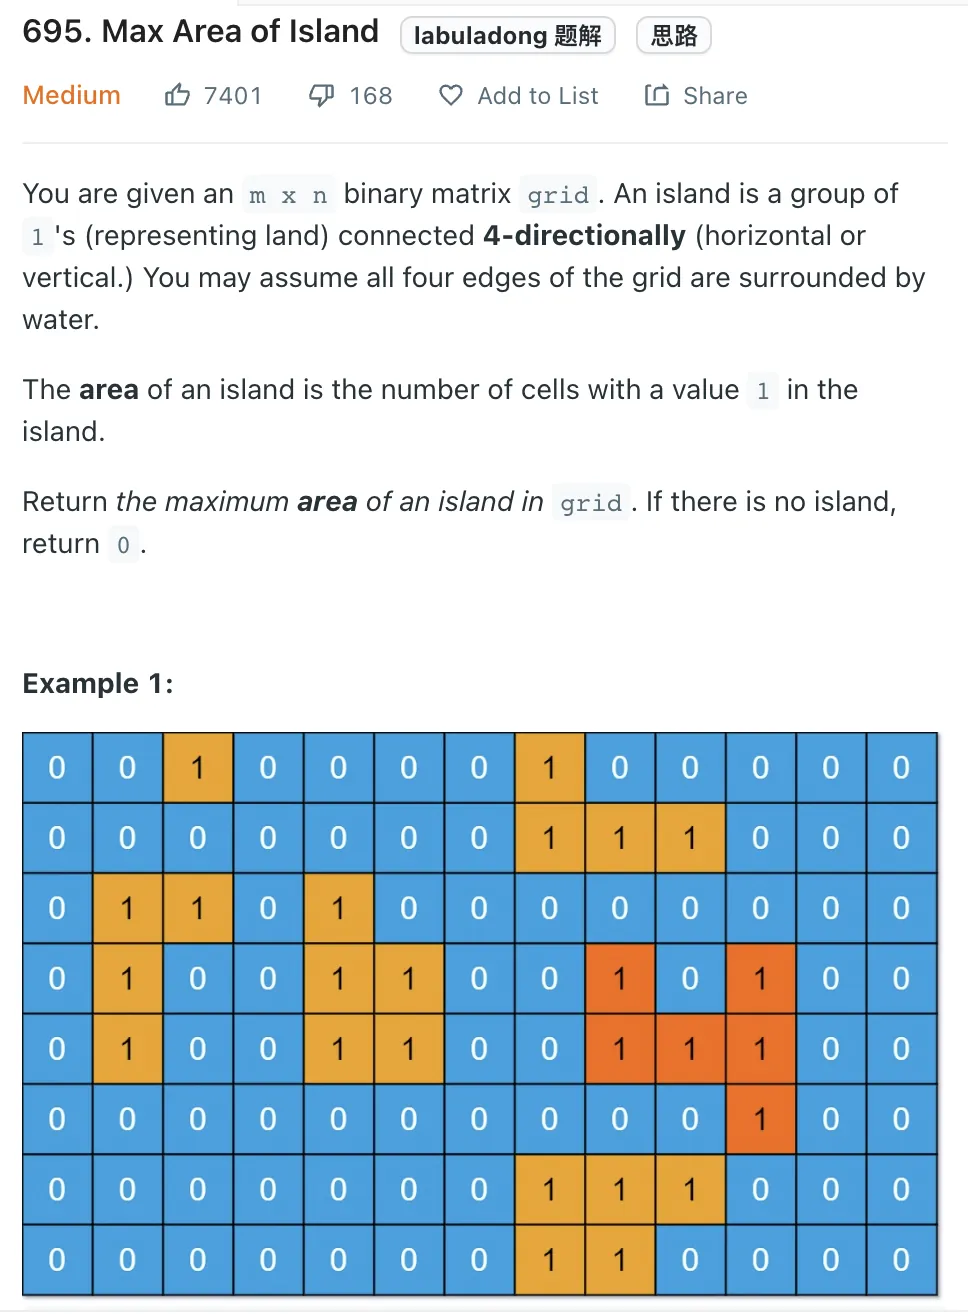 695. Max Area of Island labuladong 题解 思路
Medium 7401 168 Add to List Share
You are given an m x n binary matrix grid . An island is a group of
1 's (representing land) connected 4-directionally (horizontal or
vertical.) You may assume all four edges of the grid are surrounded by
water.
The area of an island is the number of cells with a value 1 in the
island.
Return the maximum area of an island in grid . If there is no island,
return 0 .
Example 1:
0 0 1 0 0 0 0 1 0 0 0 0 0
0 0 0 0 0 0 0 1 1 1 0 0 0
0 1 1 0 1 0 0 0 0 0 0 0 0
0 1 0 0 1 1 0 0 1 0 1 0 0
0 1 0 0 1 1 0 0 1 1 1 0 0
0 0 0 0 0 0 0 0 0 0 1 0 0
0 0 0 0 0 0 0 1 1 1 0 0 0
0 0 0 0 0 0 0 1 1 0 0 0 0